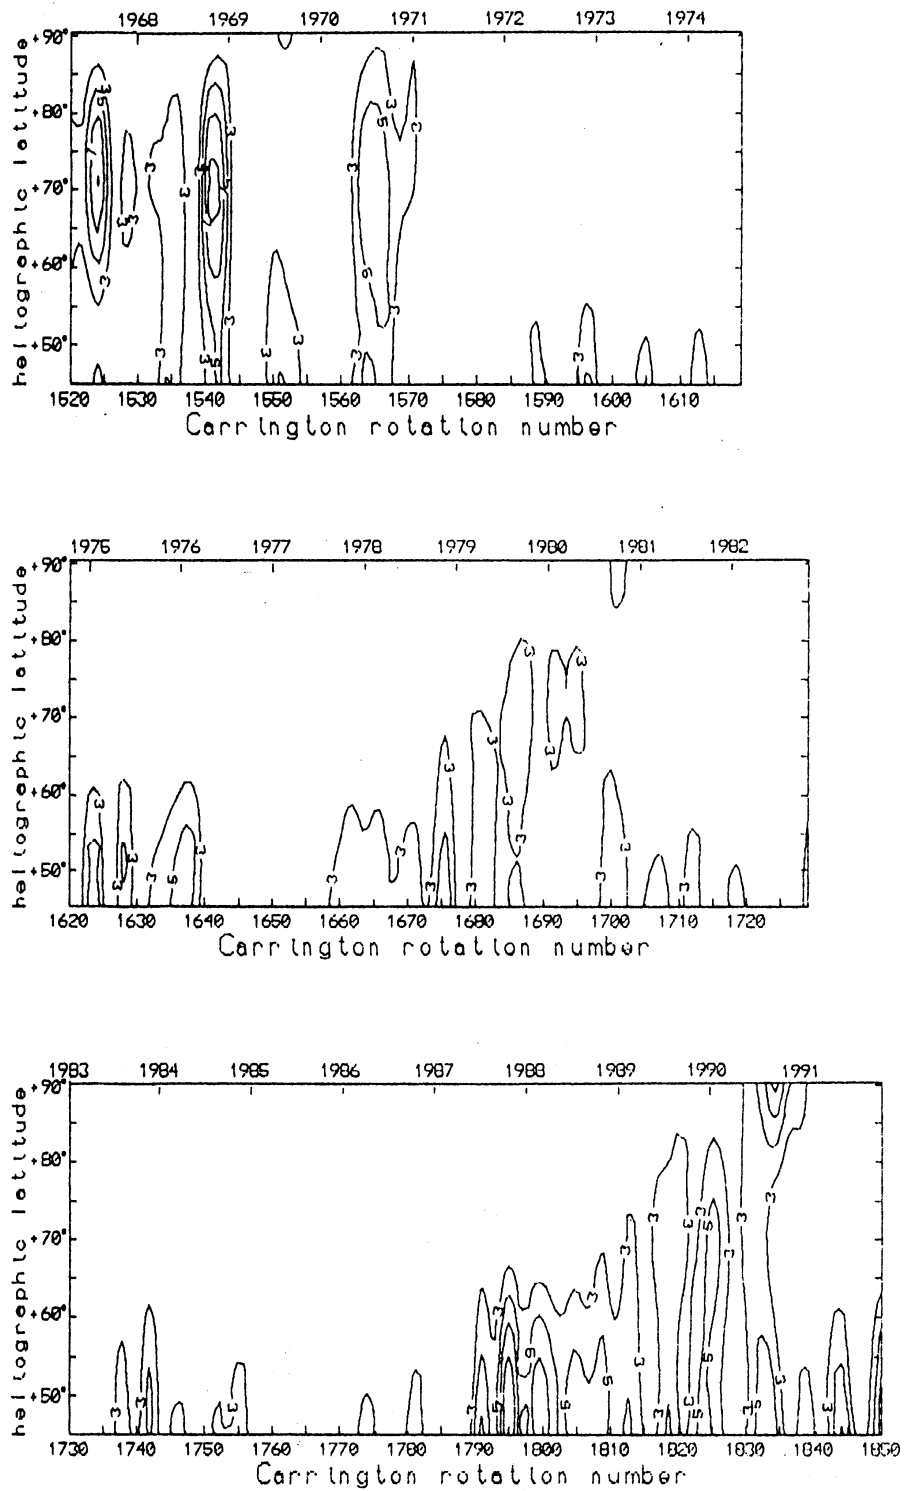 1968 1969 1970 1971 1972 1973 1974
+90°
+80°
+70°
+60°
+50°
heliographic latitude
1520 1530 1540 1550 1560 1570 1580 1590 1600 1610
Carrington rotation number
1975 1976 1977 1978 1979 1980 1981 1982
+90°
+80°
+70°
+60°
+50°
heliographic latitude
1620 1630 1640 1650 1660 1670 1680 1690 1700 1710 1720
Carrington rotation number
1983 1984 1985 1986 1987 1988 1989 1990 1991
+90°
+80°
+70°
+60°
+50°
heliographic latitude
1730 1740 1750 1760 1770 1780 1790 1800 1810 1820 1830 1840 1850
Carrington rotation number